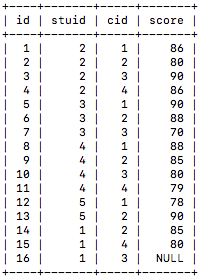 +----+-------+-----+-------+
| id | stuid | cid | score |
+----+-------+-----+-------+
| 1 | 2 | 1 | 86 |
| 2 | 2 | 2 | 80 |
| 3 | 2 | 3 | 90 |
| 4 | 2 | 4 | 86 |
| 5 | 3 | 1 | 90 |
| 6 | 3 | 2 | 88 |
| 7 | 3 | 3 | 70 |
| 8 | 4 | 1 | 88 |
| 9 | 4 | 2 | 85 |
| 10 | 4 | 3 | 80 |
| 11 | 4 | 4 | 79 |
| 12 | 5 | 1 | 78 |
| 13 | 5 | 2 | 90 |
| 14 | 1 | 2 | 85 |
| 15 | 1 | 4 | 80 |
| 16 | 1 | 3 | NULL |
+----+-------+-----+-------+